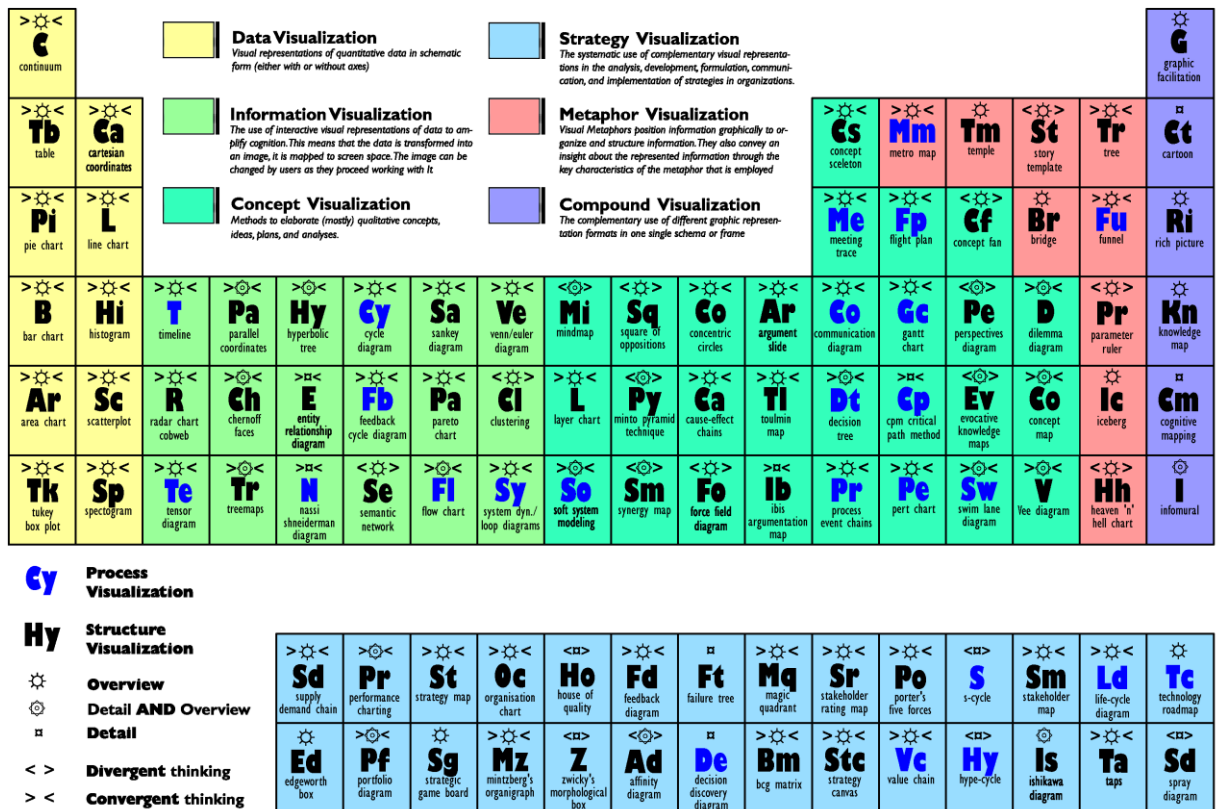 > < > <
C
continuum
Data Visualization
Visual representations of quantitative data in schematic
form (either with or without axes)
Strategy Visualization
The systematic use of complementary visual representa-
tions in the analysis, development, formulation, communi-
cation, and implementation of strategies in organizations.
G
graphic
facilitation
Tb
table
Ca
cartesian
coordinates
Information Visualization
The use of interactive visual representations of data to am-
plify cognition. This means that the data is transformed into
an image, it is mapped to screen space. The image can be
changed by users as they proceed working with it
Metaphor Visualization
Visual Metaphors position information graphically to or-
ganize and structure information. They also convey an
insight about the represented information through the
key characteristics of the metaphor that is employed
Cs
concept
sceleton
Mm
metro map
Tm
temple
St
story
template
Tr
tree
Ct
cartoon
Pi
pie chart
L
line chart
Concept Visualization
Methods to elaborate (mostly) qualitative concepts,
ideas, plans, and analyses.
Compound Visualization
The complementary use of different graphic represen-
tation formats in one single schema or frame
Me
meeting
trace
Fp
flight plan
Cf
concept fan
Br
bridge
Fu
funnel
Ri
rich picture
B
bar chart
Hi
histogram
T
timeline
Pa
parallel
coordinates
Hy
hyperbolic
tree
Cy
cycle
diagram
Sa
sankey
diagram
Ve
venn/euler
diagram
Mi
mindmap
Sq
square of
oppositions
Co
concentric
circles
Ar
argument
slide
Co
communication
diagram
Gc
gantt
chart
Pe
perspectives
diagram
D
dilemma
diagram
Pr
parameter
ruler
Kn
knowledge
map
Ar
area chart
Sc
scatterplot
R
radar chart
cobweb
Ch
chernoff
faces
E
entity
relationship
diagram
Fb
feedback
cycle diagram
Pa
pareto
chart
Cl
clustering
L
layer chart
Py
minto pyramid
technique
Ca
cause-effect
chains
Tl
toulmin
map
Dt
decision
tree
Cp
cpm critical
path method
Ev
evocative
knowledge
maps
Co
concept
map
Ic
iceberg
Cm
cognitive
mapping
Tk
tukey
box plot
Sp
spectogram
Te
tensor
diagram
Tr
treemaps
N
nassi
shneiderman
diagram
Se
semantic
network
Fl
flow chart
Sy
system dyn./
loop diagrams
So
soft system
modeling
Sm
synergy map
Fo
force field
diagram
Ib
ibis
argumentation
map
Pr
process
event chains
Pe
pert chart
Sw
swim lane
diagram
V
Vee diagram
Hh
heaven 'n'
hell chart
I
infomural
Cy Process
Visualization
Hy Structure
Visualization
Overview
Detail AND Overview
Detail
< > Divergent thinking
> < Convergent thinking
Sd
supply
demand chain
Pr
performance
charting
St
strategy map
Oc
organisation
chart
Ho
house of
quality
Fd
feedback
diagram
Ft
failure tree
Mq
magic
quadrant
Sr
stakeholder
rating map
Po
porter's
five forces
S
s-cycle
Sm
stakeholder
map
Ld
life-cycle
diagram
Tc
technology
roadmap
Ed
edgeworth
box
Pf
portfolio
diagram
Sg
strategic
game board
Mz
mintzberg's
organigraph
Z
zwicky's
morphological
box
Ad
affinity
diagram
De
decision
discovery
diagram
Bm
bcg matrix
Stc
strategy
canvas
Vc
value chain
Hy
hype-cycle
Is
ishikawa
diagram
Ta
taps
Sd
spray
diagram